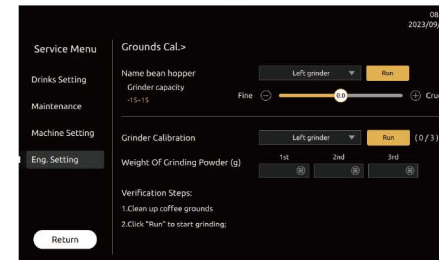 08
2023/09/
Service Menu
Grounds Cal.>
Drinks Setting
Maintenance
Machine Setting
Eng. Setting
Return
Name bean hopper
Left grinder
Run
Grinder capacity
-15~15
Fine
0.0
Cru
Grinder Calibration
Left grinder
Run
(0/3)
Weight Of Grinding Powder (g)
1st
2nd
3rd
Verification Steps:
1.Clean up coffee grounds
2.Click "Run" to start grinding;